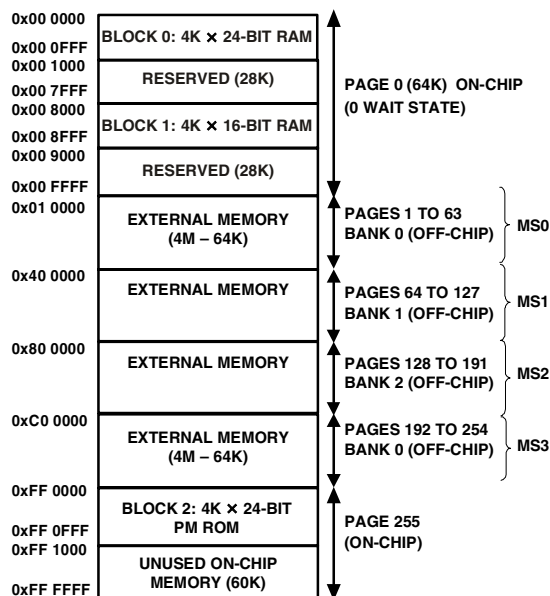 0x00 0000
BLOCK 0: 4K × 24-BIT RAM
0x00 0FFF
0x00 1000
RESERVED (28K)
0x00 7FFF
PAGE 0 (64K) ON-CHIP
(0 WAIT STATE)
0x00 8000
BLOCK 1: 4K × 16-BIT RAM
0x00 8FFF
0x00 9000
RESERVED (28K)
0x00 FFFF
0x01 0000
EXTERNAL MEMORY
(4M – 64K)
PAGES 1 TO 63
BANK 0 (OFF-CHIP)
MS0
0x40 0000
EXTERNAL MEMORY
PAGES 64 TO 127
BANK 1 (OFF-CHIP)
MS1
0x80 0000
EXTERNAL MEMORY
PAGES 128 TO 191
BANK 2 (OFF-CHIP)
MS2
0xC0 0000
EXTERNAL MEMORY
(4M – 64K)
PAGES 192 TO 254
BANK 0 (OFF-CHIP)
MS3
0xFF 0000
BLOCK 2: 4K × 24-BIT
PM ROM
0xFF 0FFF
PAGE 255
(ON-CHIP)
0xFF 1000
UNUSED ON-CHIP
MEMORY (60K)
0xFF FFFF